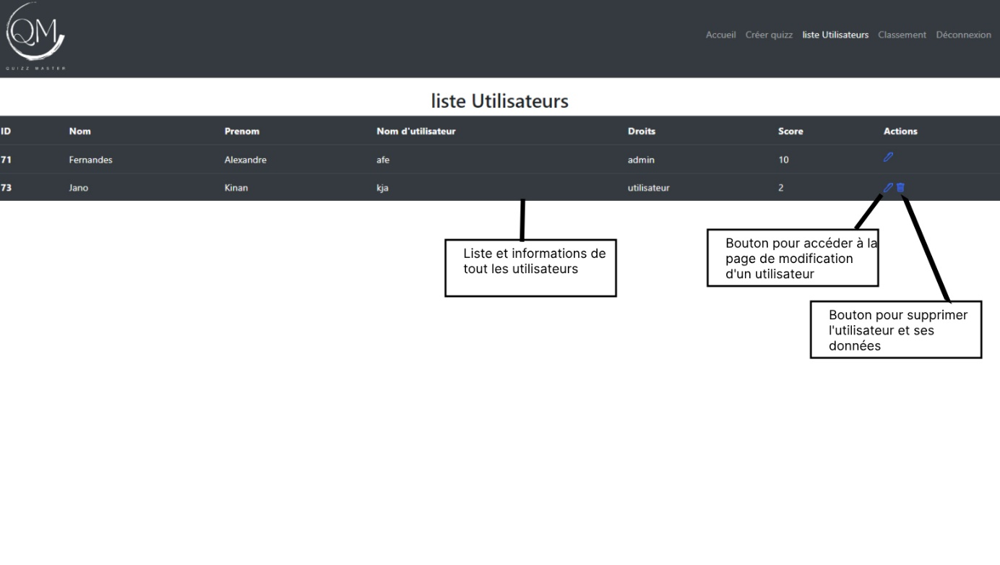 QM
QUIZZ MASTER
Accueil Créer quizz liste Utilisateurs Classement Déconnexion
liste Utilisateurs
ID Nom Prenom Nom d'utilisateur Droits Score Actions
71 Fernandes Alexandre afe admin 10
73 Jano Kinan kja utilisateur 2
Liste et informations de
tout les utilisateurs
Bouton pour accéder à la
page de modification
d'un utilisateur
Bouton pour supprimer
l'utilisateur et ses
données